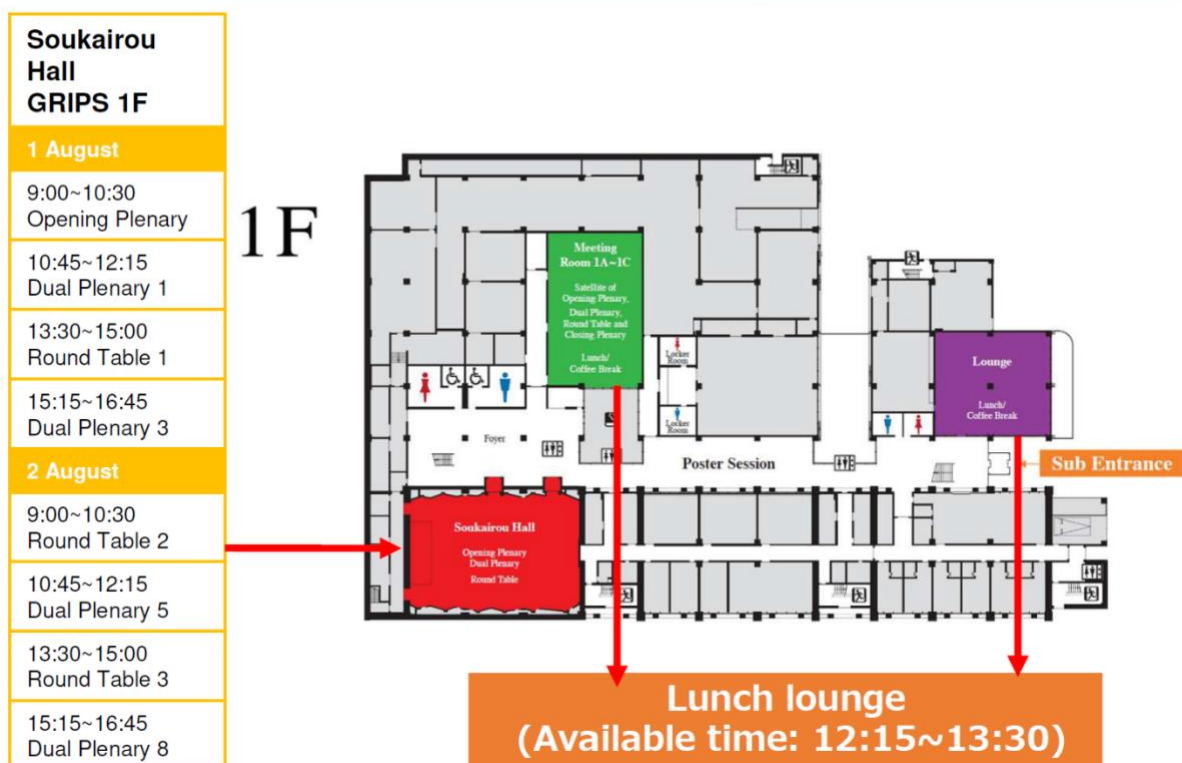 Soukairou
Hall
GRIPS 1F
1 August
9:00~10:30
Opening Plenary
10:45~12:15
Dual Plenary 1
13:30~15:00
Round Table 1
15:15~16:45
Dual Plenary 3
2 August
9:00~10:30
Round Table 2
10:45~12:15
Dual Plenary 5
13:30~15:00
Round Table 3
15:15~16:45
Dual Plenary 8
1F
Meeting
Room 1A~1C
Satellite of
Opening Plenary,
Dual Plenary,
Round Table and
Closing Plenary
Lunch/
Coffee Break
Locker
Room
Locker
Room
Lounge
Lunch/
Coffee Break
Foyer
Poster Session
Sub Entrance
Soukairou Hall
Opening Plenary
Dual Plenary
Round Table
Lunch lounge
(Available time: 12:15~13:30)